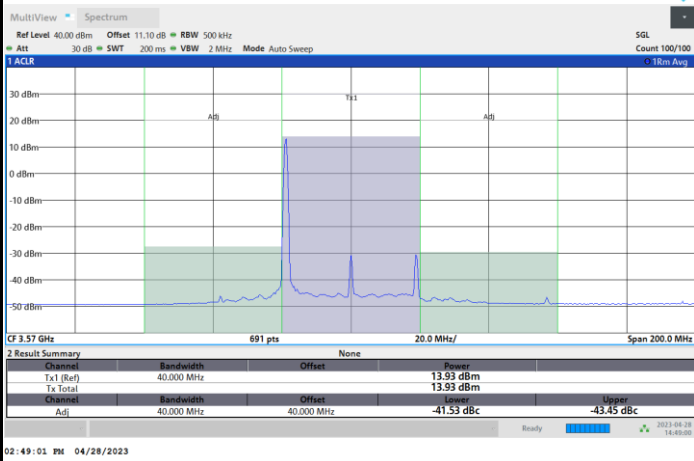 MultiView Spectrum
Ref Level 40.00 dBm Offset 11.10 dB RBW 500 kHz SGL
Att 30 dB SWT 200 ms VBW 2 MHz Mode Auto Sweep Count 100/100
1 ACLR 1Rm Avg
30 dBm
Tx1
20 dBm
Adj Adj
10 dBm
0 dBm
-10 dBm
-20 dBm
-30 dBm
-40 dBm
-50 dBm
CF 3.57 GHz 691 pts 20.0 MHz/ Span 200.0 MHz
2 Result Summary None
Channel Bandwidth Offset Power
Tx1 (Ref) 40.000 MHz 13.93 dBm
Tx Total 13.93 dBm
Channel Bandwidth Offset Lower Upper
Adj 40.000 MHz 40.000 MHz -41.53 dBc -43.45 dBc
Ready 2023-04-28
14:49:00
02:49:01 PM 04/28/2023